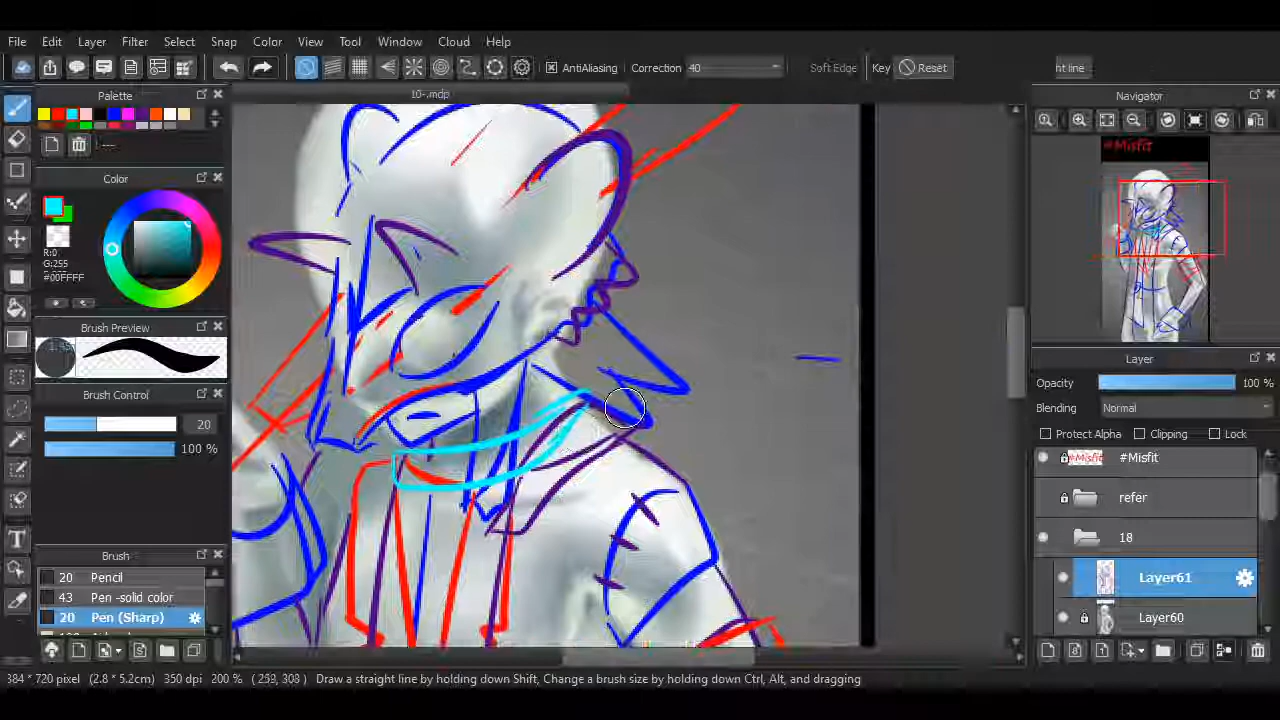 File Edit Layer Filter Select Snap Color View Tool Window Cloud Help
AntiAliasing Correction 40 Soft Edge Key Reset ht line
Palette
10-.mdp
Navigator
#Misfit
---
Color
R:0
G:255
#00FFFF
Brush Preview
Layer
Opacity 100 %
Brush Control
Blending Normal
20
Protect Alpha Clipping Lock
100 %
#Misfit #Misfit
refer
18
Brush
20 Pencil
Layer61
43 Pen -solid color
20 Pen (Sharp)
Layer60
384 * 720 pixel (2.8 * 5.2cm) 350 dpi 200 % ( 259, 308 ) Draw a straight line by holding down Shift, Change a brush size by holding down Ctrl, Alt, and dragging